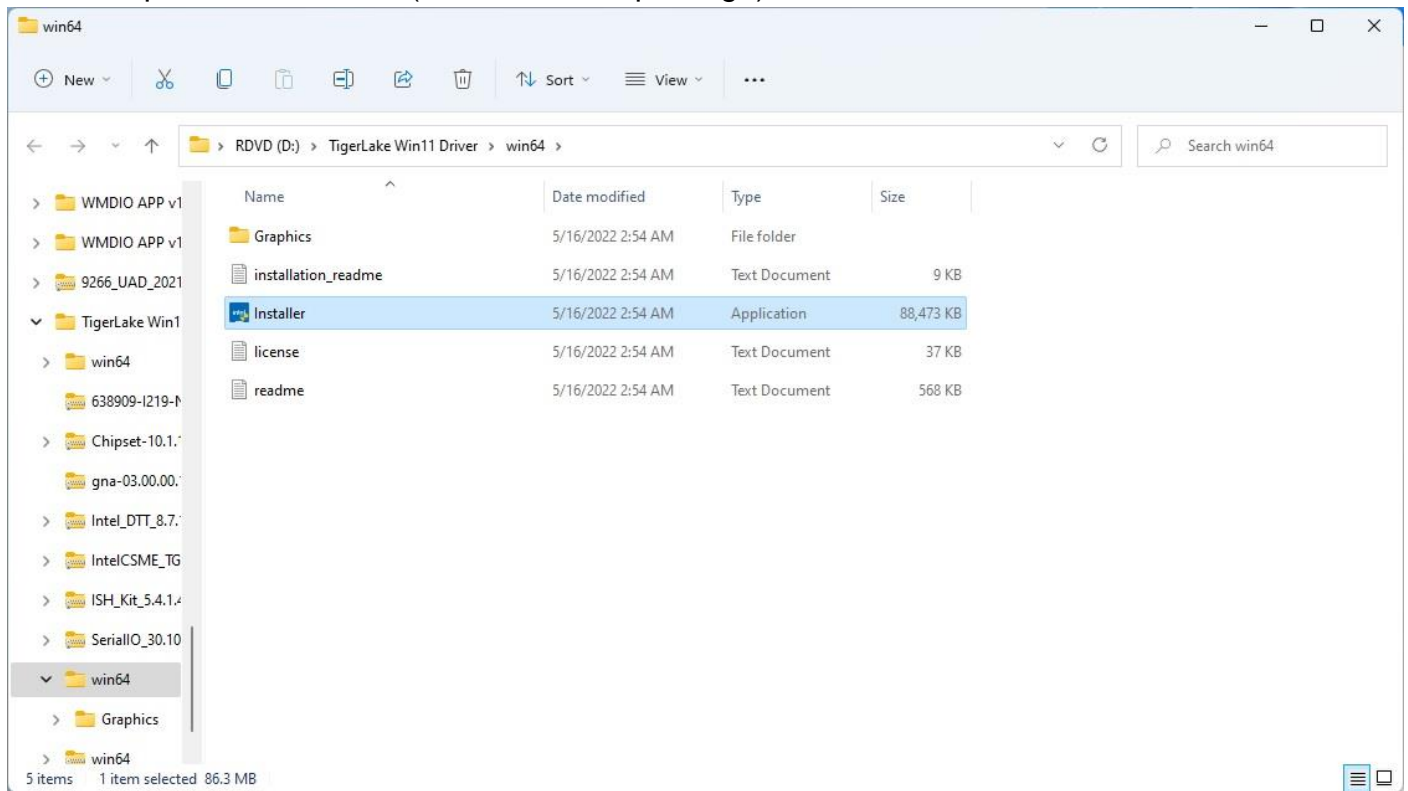 win64
New Sort View ...
RDVD (D:) > TigerLake Win11 Driver > win64 >
Search win64
Name Date modified Type Size
WMDIO APP v1
WMDIO APP v1
9266_UAD_2021
TigerLake Win1
win64
638909-I219-N
Chipset-10.1.1
gna-03.00.00.1
Intel_DTT_8.7.1
IntelCSME_TG
ISH_Kit_5.4.1.4
SerialIO_30.10
win64
Graphics
win64
Graphics 5/16/2022 2:54 AM File folder
installation_readme 5/16/2022 2:54 AM Text Document 9 KB
Installer 5/16/2022 2:54 AM Application 88,473 KB
license 5/16/2022 2:54 AM Text Document 37 KB
readme 5/16/2022 2:54 AM Text Document 568 KB
5 items 1 item selected 86.3 MB